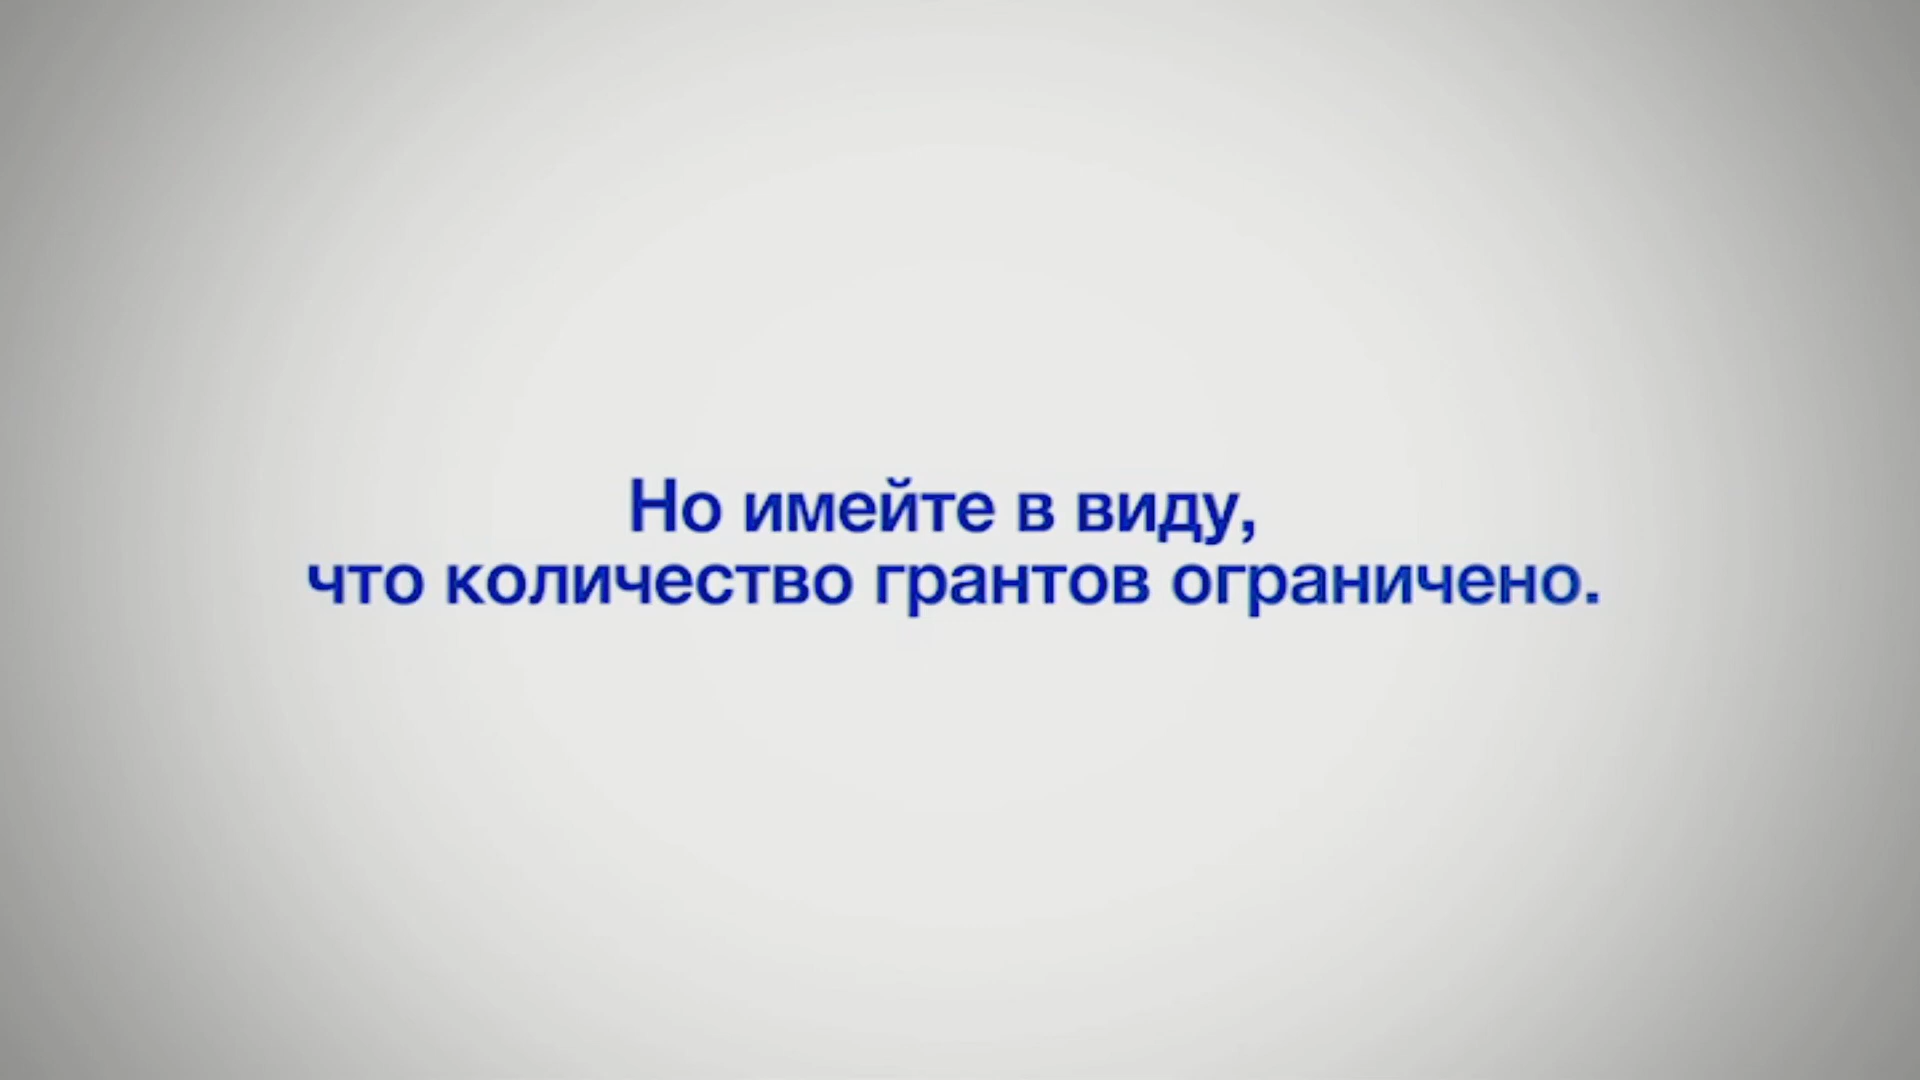 Но имейте в виду,
что количество грантов ограничено.